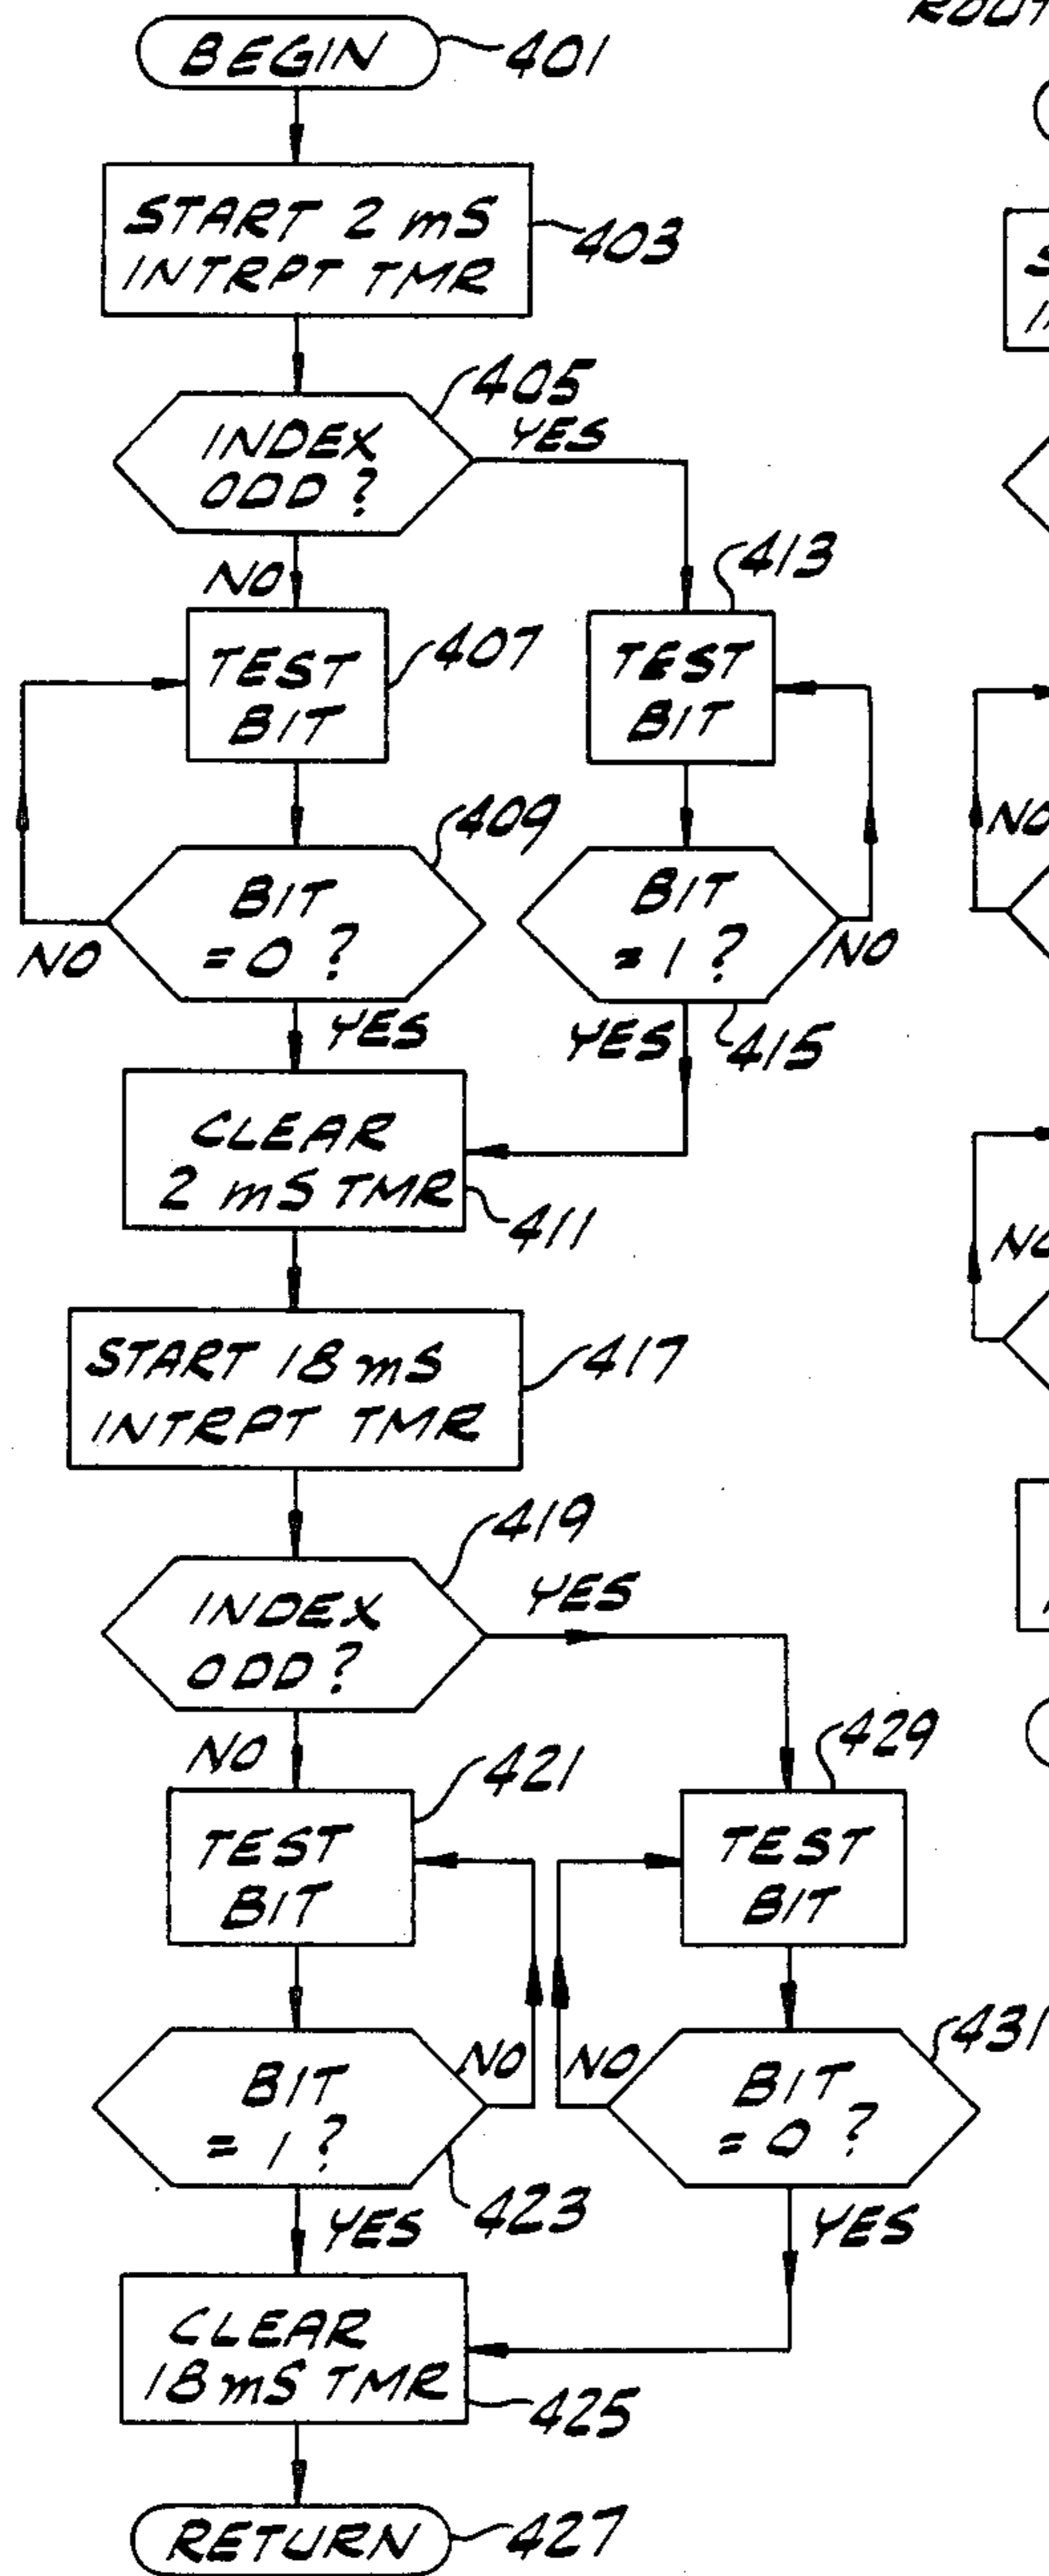 BEGIN
401
START 2 mS
INTRPT TMR
403
INDEX
ODD ?
405
YES
NO
TEST
BIT
407
TEST
BIT
413
BIT
= 0 ?
409
NO
YES
BIT
= 1 ?
NO
YES
415
CLEAR
2 mS TMR
411
START 18 mS
INTRPT TMR
417
INDEX
ODD ?
419
YES
NO
TEST
BIT
421
TEST
BIT
429
BIT
= 1 ?
NO
423
YES
BIT
= 0 ?
NO
431
YES
CLEAR
18 mS TMR
425
RETURN
427
NO
NO